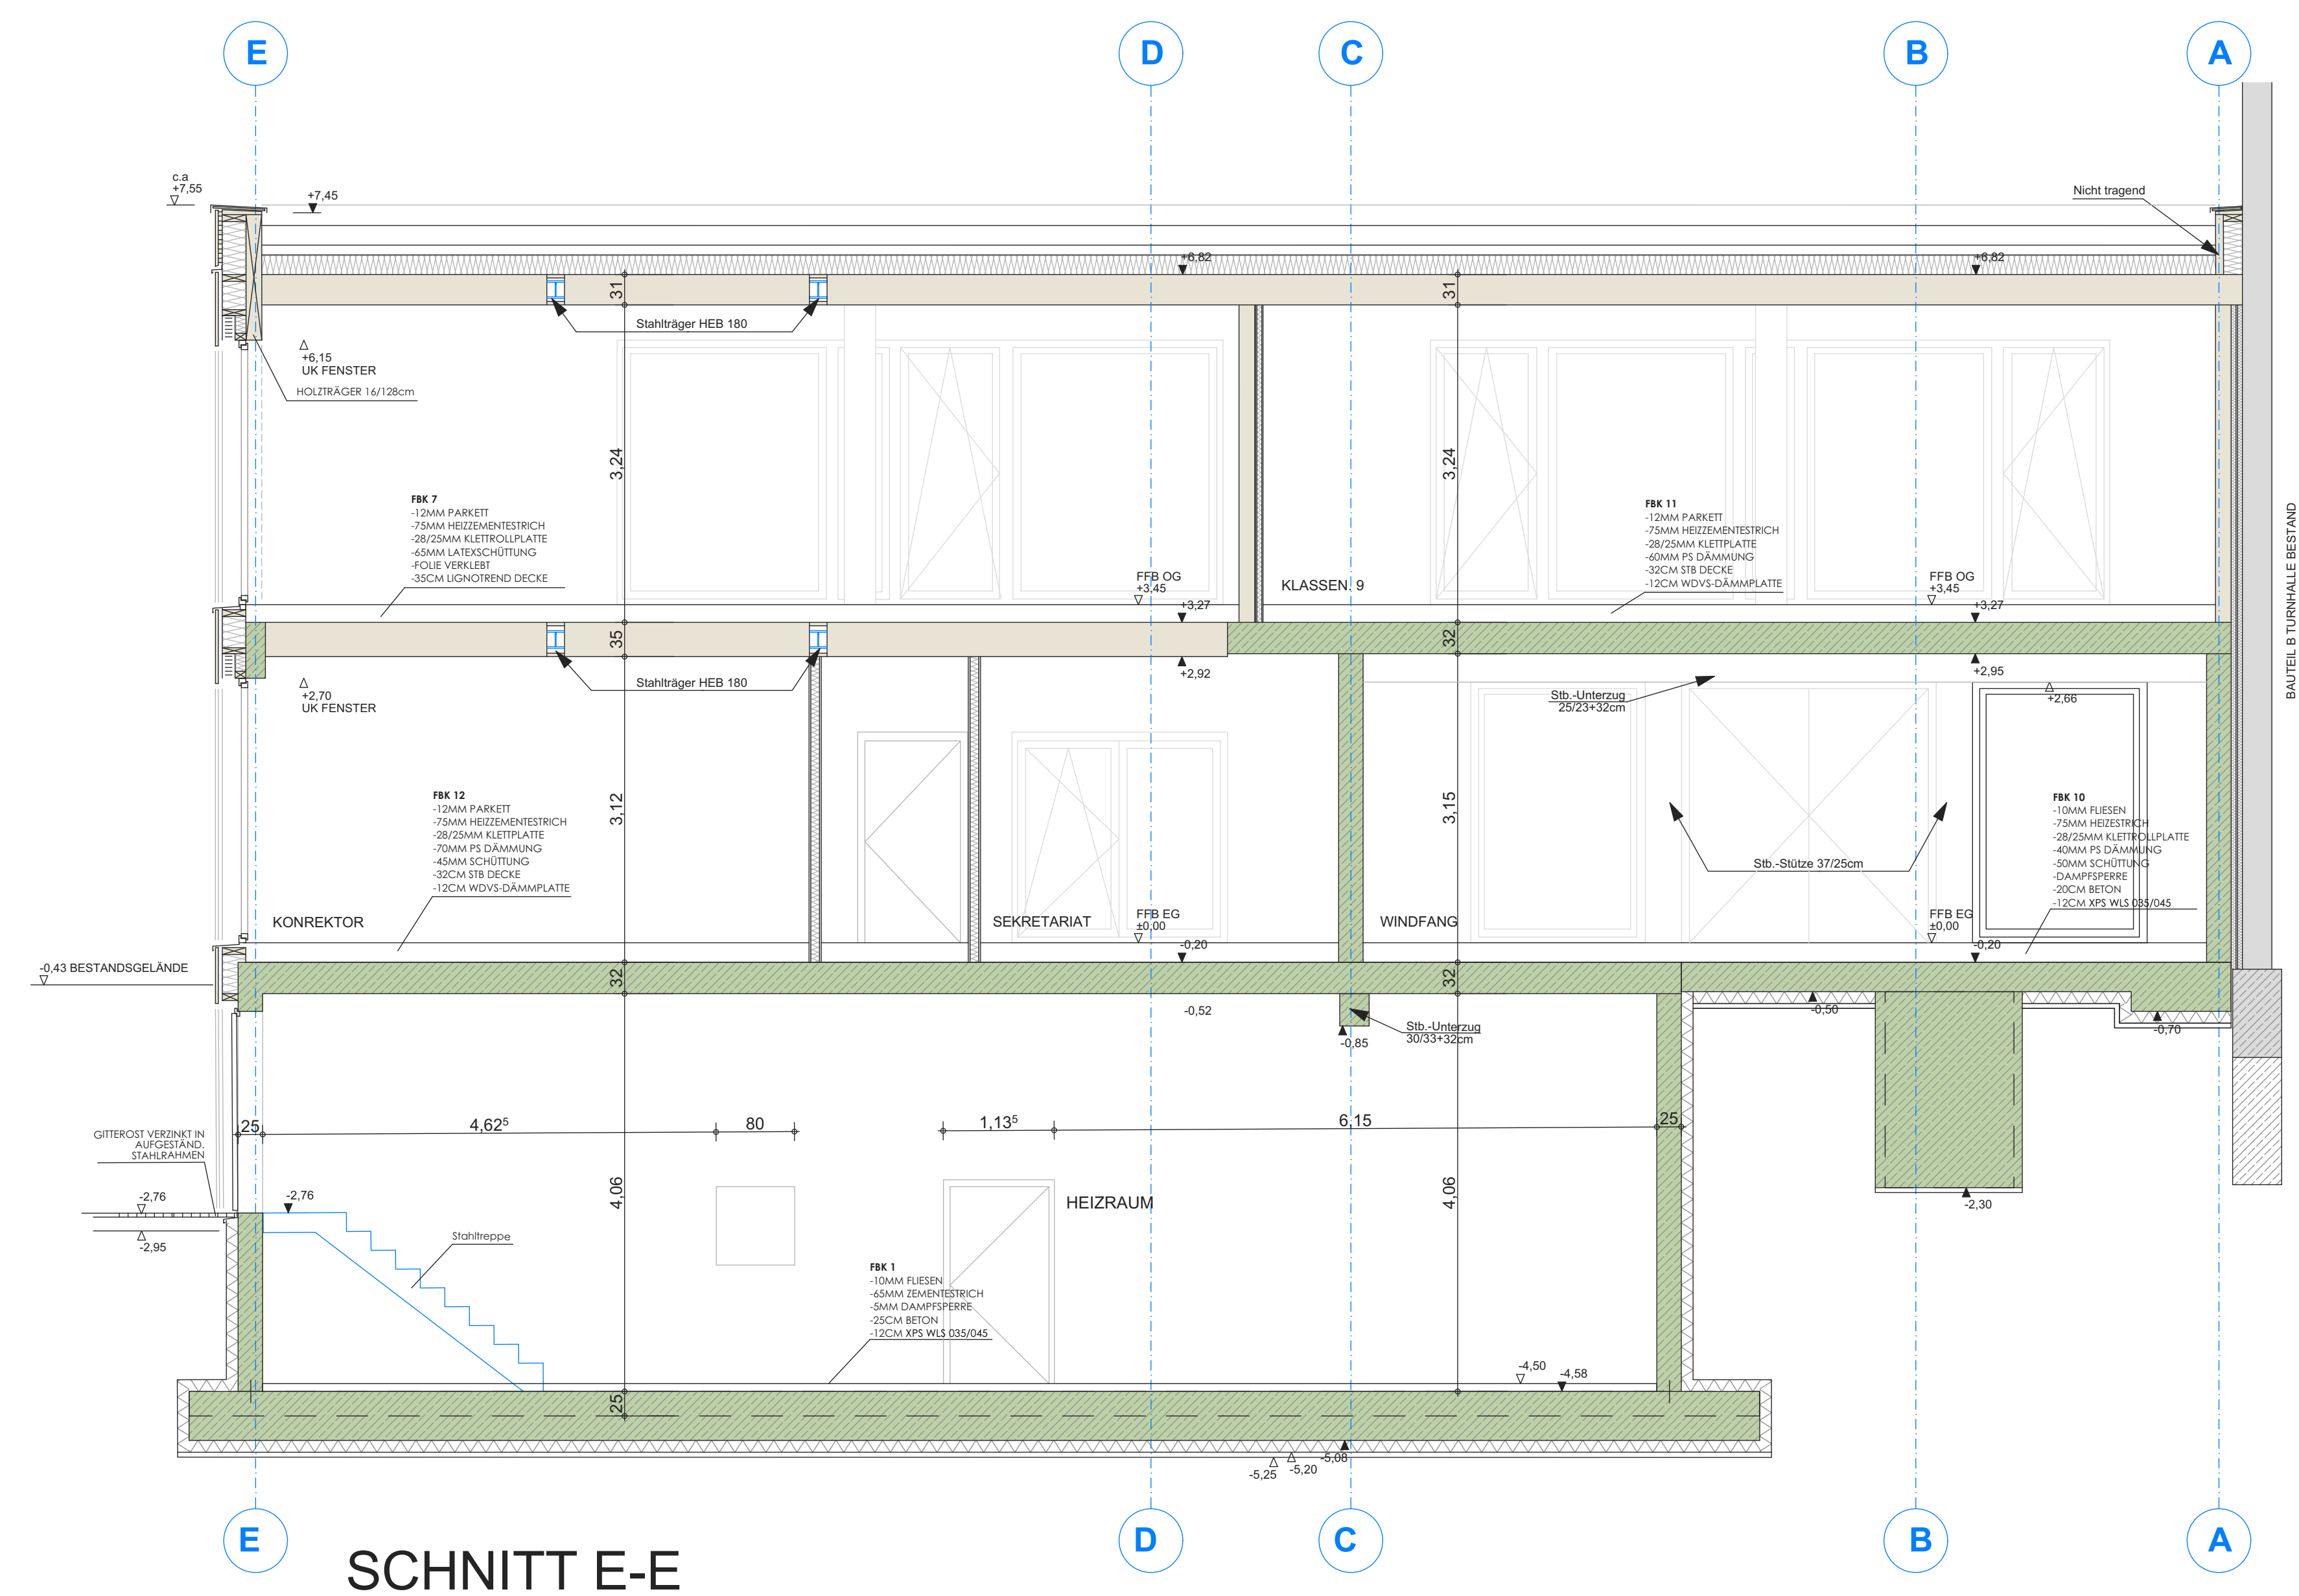 E
D
C
B
A
c.a
+7,55
+7,45
Nicht tragend
+6,82
+6,82
31
31
Stahlträger HEB 180
+6,15
UK FENSTER
HOLZTRÄGER 16/128cm
3,24
3,24
FBK 7
-12MM PARKETT
-75MM HEIZZEMENTESTRICH
-28/25MM KLETTROLLPLATTE
-65MM LATEXSCHÜTTUNG
-FOLIE VERKLEBT
-35CM LIGNOTREND DECKE
FBK 11
-12MM PARKETT
-75MM HEIZZEMENTESTRICH
-28/25MM KLETTPLATTE
-60MM PS DÄMMUNG
-32CM STB DECKE
-12CM WDVS-DÄMMPLATTE
BAUTEIL B TURNHALLE BESTAND
FFB OG
+3,45
KLASSEN. 9
FFB OG
+3,45
+3,27
+3,27
35
32
+2,92
+2,95
Stahlträger HEB 180
+2,70
UK FENSTER
Stb.-Unterzug
25/23+32cm
+2,66
FBK 12
-12MM PARKETT
-75MM HEIZZEMENTESTRICH
-28/25MM KLETTPLATTE
-70MM PS DÄMMUNG
-45MM SCHÜTTUNG
-32CM STB DECKE
-12CM WDVS-DÄMMPLATTE
3,12
3,15
FBK 10
-10MM FLIESEN
-75MM HEIZESTRICH
-28/25MM KLETTROLLPLATTE
-40MM PS DÄMMUNG
-50MM SCHÜTTUNG
-DAMPFSPERRE
-20CM BETON
-12CM XPS WLS 035/045
Stb.-Stütze 37/25cm
KONREKTOR
SEKRETARIAT
FFB EG
±0,00
WINDFANG
FFB EG
±0,00
-0,20
-0,20
-0,43 BESTANDSGELÄNDE
32
32
-0,52
-0,50
Stb.-Unterzug
30/33+32cm
-0,85
-0,70
25
4,62⁵
80
1,13⁵
6,15
25
GITTEROST VERZINKT IN
AUFGESTÄND.
STAHLRAHMEN
-2,76
-2,76
-2,95
4,06
HEIZRAUM
4,06
-2,30
Stahltreppe
FBK 1
-10MM FLIESEN
-65MM ZEMENTESTRICH
-5MM DAMPFSPERRE
-25CM BETON
-12CM XPS WLS 035/045
-4,50
-4,58
25
-5,08
-5,20
-5,25
E
D
C
B
A
SCHNITT E-E